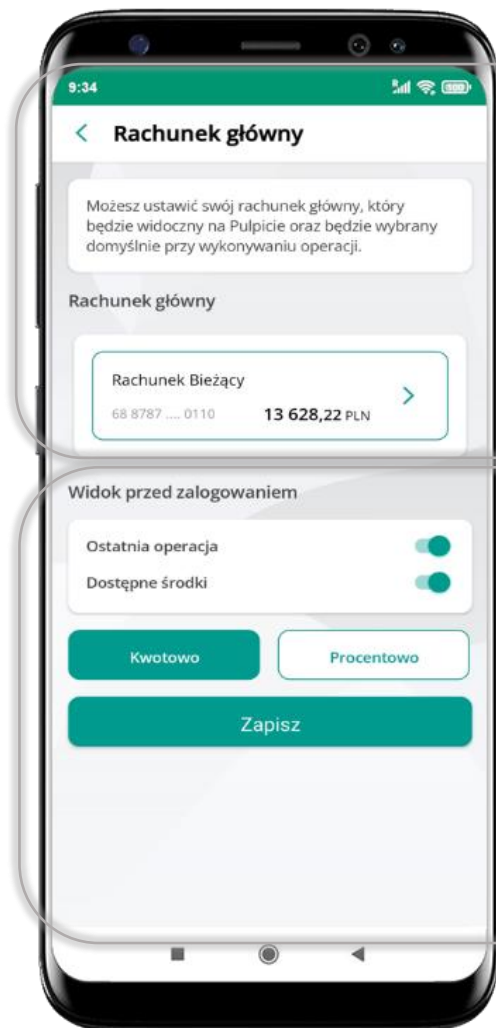 9:34
100
Rachunek główny
Możesz ustawić swój rachunek główny, który
będzie widoczny na Pulpicie oraz będzie wybrany
domyślnie przy wykonywaniu operacji.
Rachunek główny
Rachunek Bieżący
68 8787 .... 0110 13 628,22 PLN
Widok przed zalogowaniem
Ostatnia operacja
Dostępne środki
Kwotowo Procentowo
Zapisz